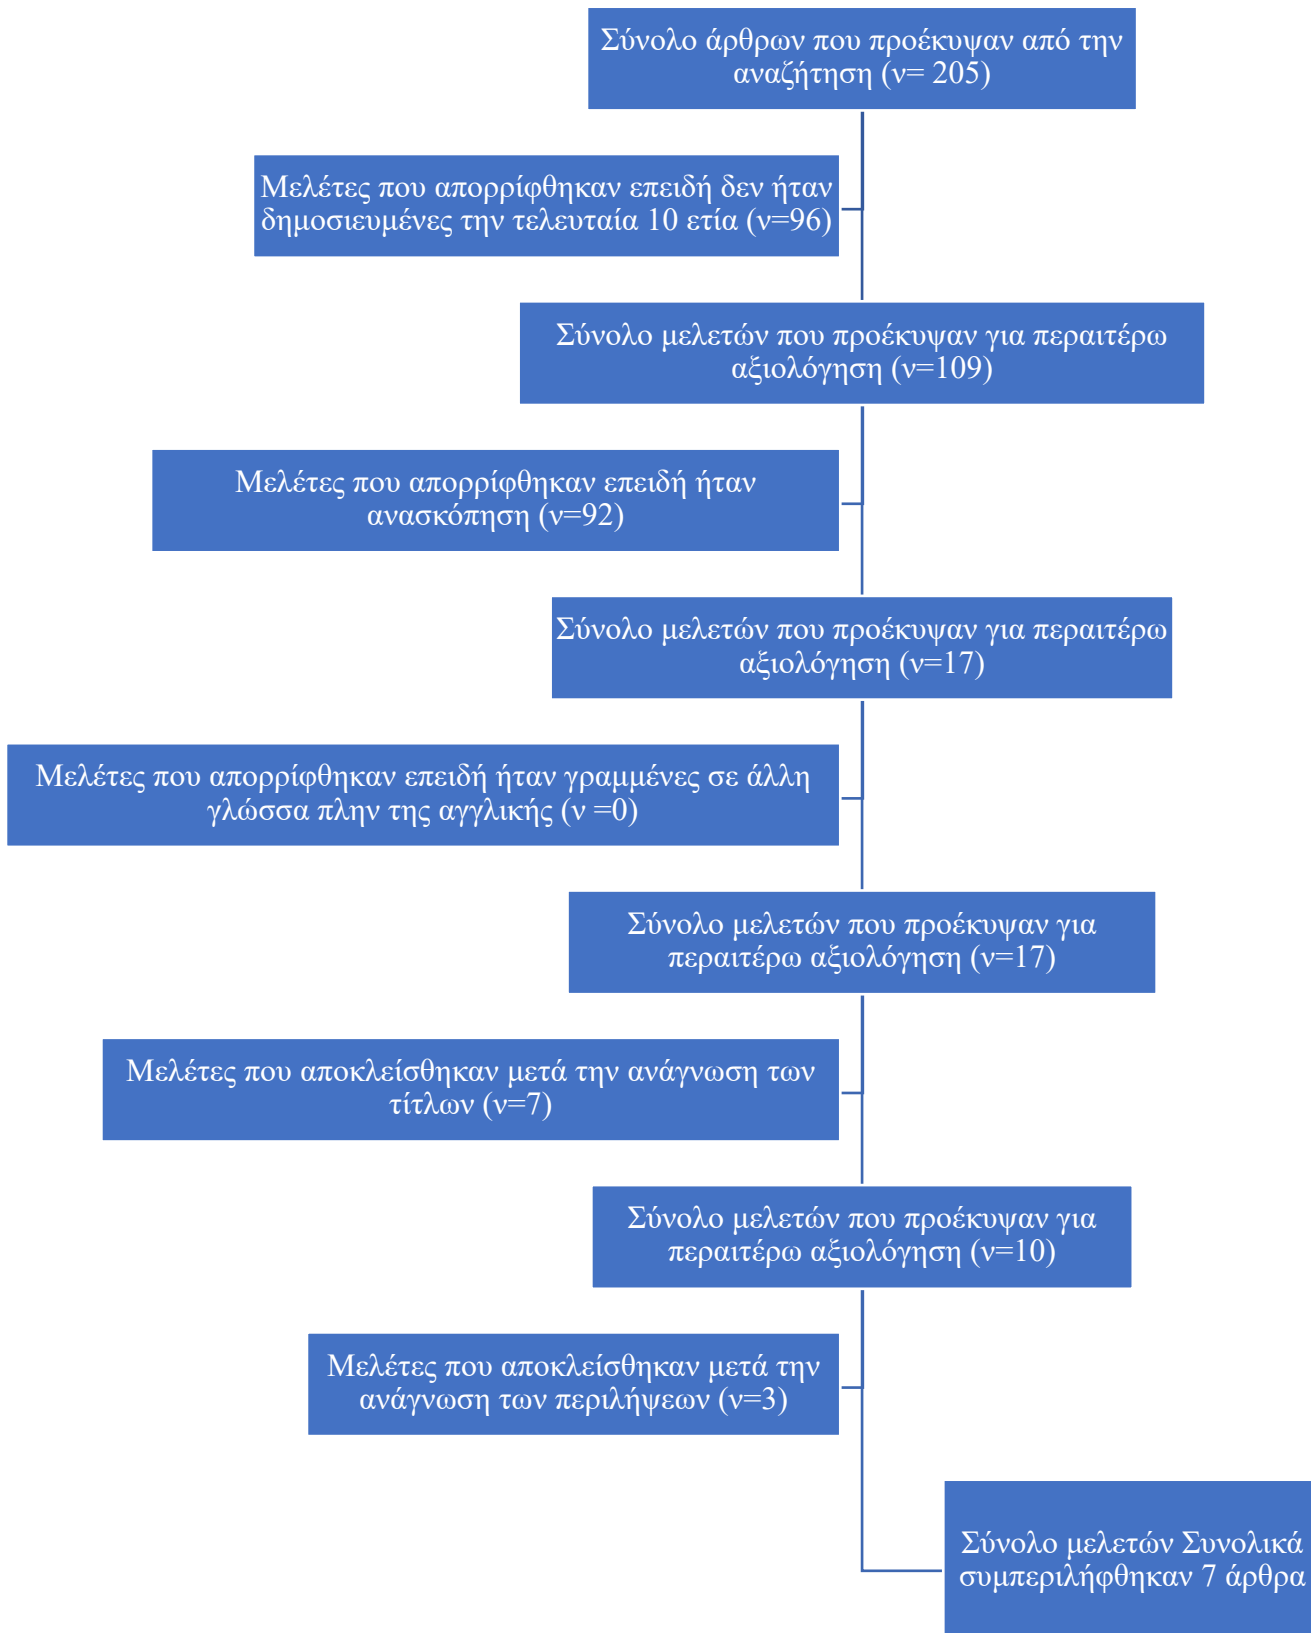 Σύνολο άρθρων που προέκυψαν από την
αναζήτηση (ν= 205)
Μελέτες που απορρίφθηκαν επειδή δεν ήταν
δημοσιευμένες την τελευταία 10 ετία (ν=96)
Σύνολο μελετών που προέκυψαν για περαιτέρω
αξιολόγηση (ν=109)
Μελέτες που απορρίφθηκαν επειδή ήταν
ανασκόπηση (ν=92)
Σύνολο μελετών που προέκυψαν για περαιτέρω
αξιολόγηση (ν=17)
Μελέτες που απορρίφθηκαν επειδή ήταν γραμμένες σε άλλη
γλώσσα πλην της αγγλικής (ν =0)
Σύνολο μελετών που προέκυψαν για
περαιτέρω αξιολόγηση (ν=17)
Μελέτες που αποκλείσθηκαν μετά την ανάγνωση των
τίτλων (ν=7)
Σύνολο μελετών που προέκυψαν για
περαιτέρω αξιολόγηση (ν=10)
Μελέτες που αποκλείσθηκαν μετά την
ανάγνωση των περιλήψεων (ν=3)
Σύνολο μελετών Συνολικά
συμπεριλήφθηκαν 7 άρθρα